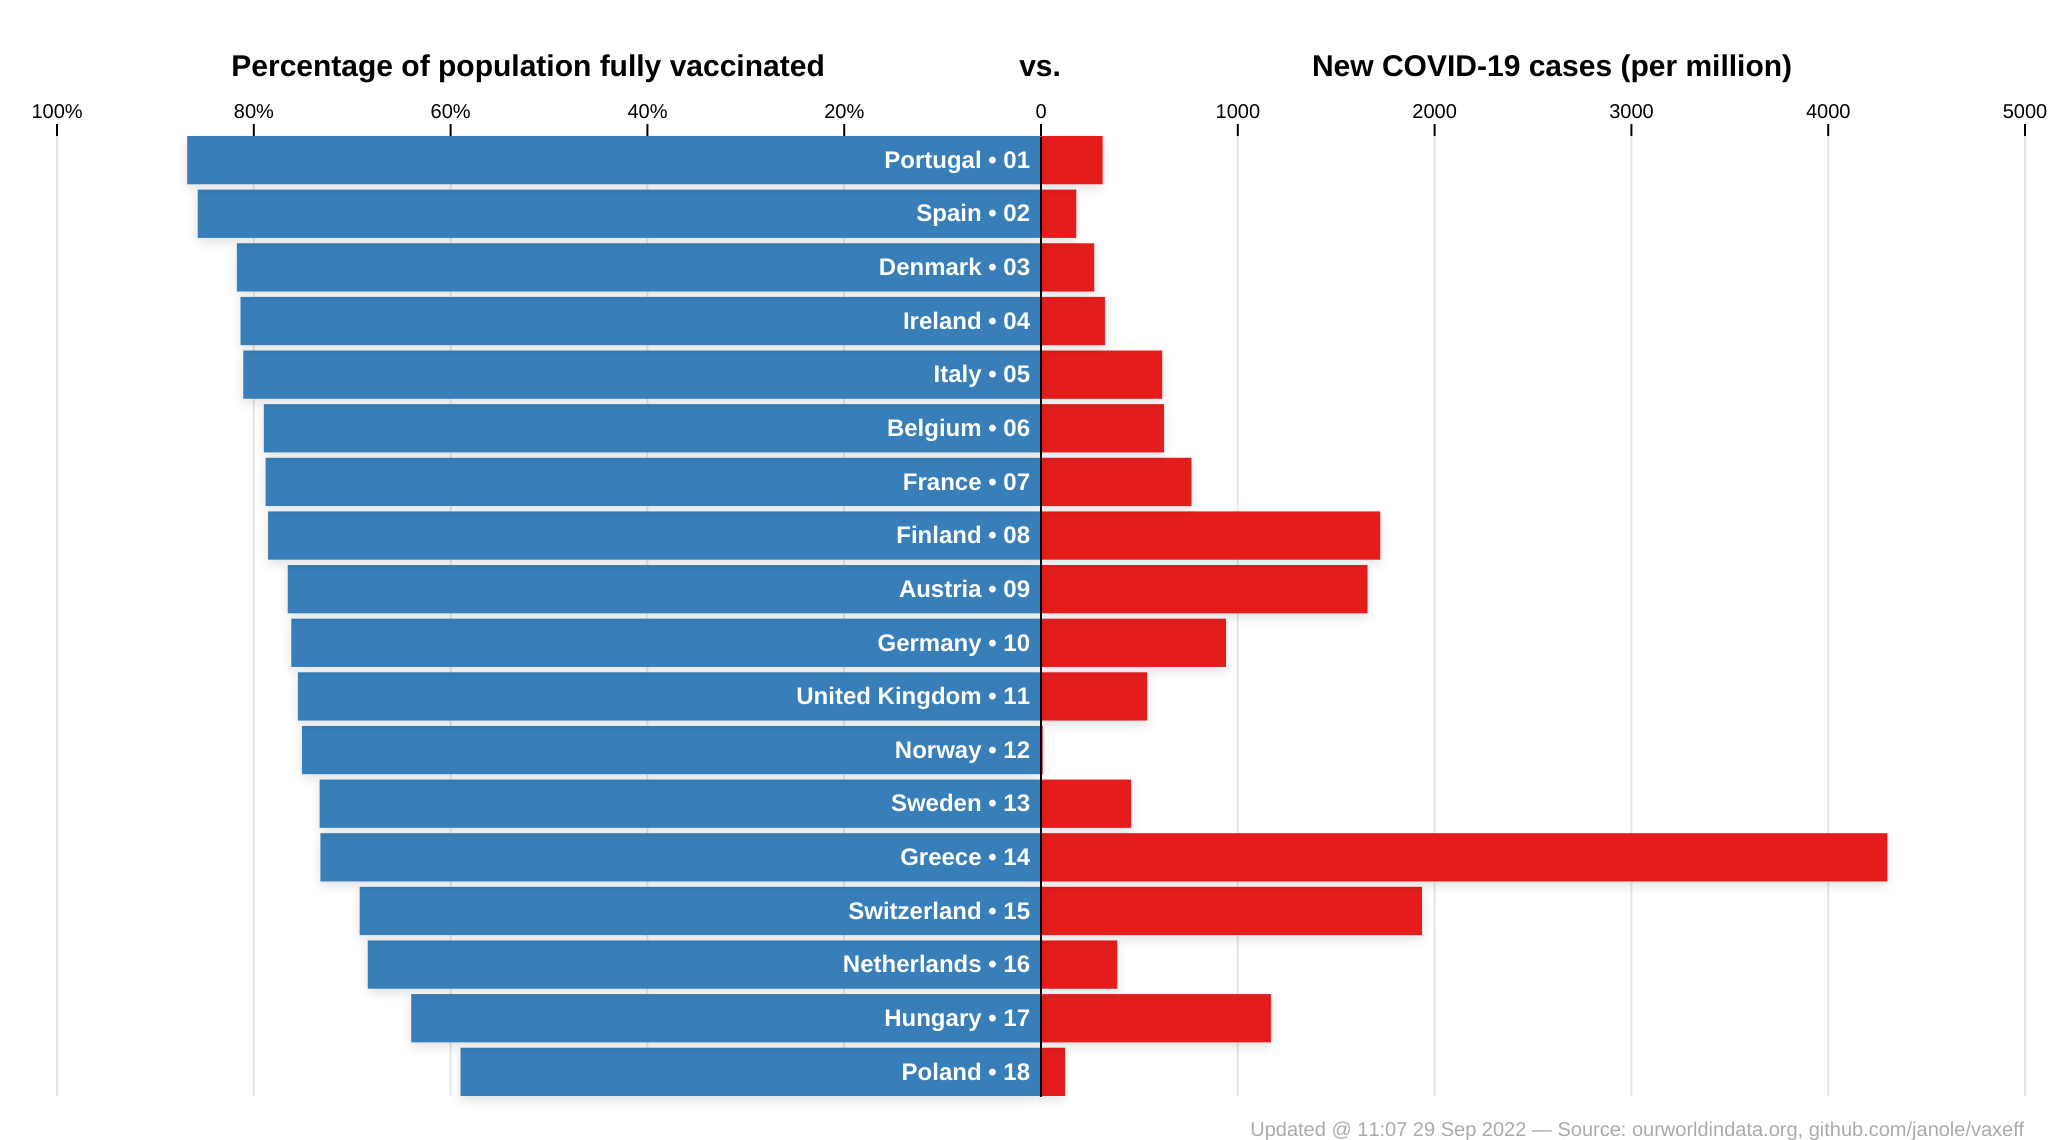 Percentage of population fully vaccinated vs. New COVID-19 cases (per million)
100% 80% 60% 40% 20% 0 1000 2000 3000 4000 5000
Portugal • 01
Spain • 02
Denmark • 03
Ireland • 04
Italy • 05
Belgium • 06
France • 07
Finland • 08
Austria • 09
Germany • 10
United Kingdom • 11
Norway • 12
Sweden • 13
Greece • 14
Switzerland • 15
Netherlands • 16
Hungary • 17
Poland • 18
Updated @ 11:07 29 Sep 2022 — Source: ourworldindata.org, github.com/janole/vaxeff